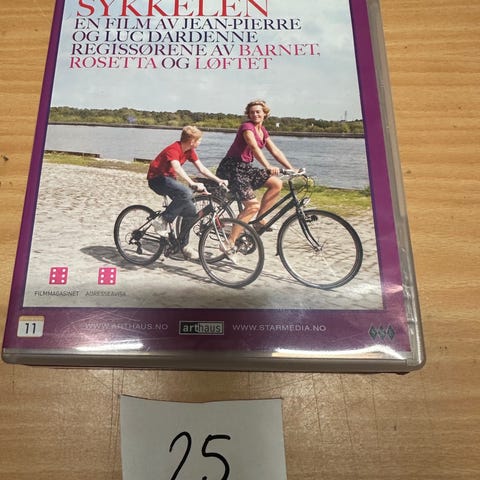 SYKKELEN
EN FILM AV JEAN-PIERRE
OG LUC DARDENNE
REGISSØRENE AV BARNET,
ROSETTA OG LØFTET
FILMMAGASINET ADRESSEAVISA
11
WWW.ARTHAUS.NO arthaus WWW.STARMEDIA.NO
25